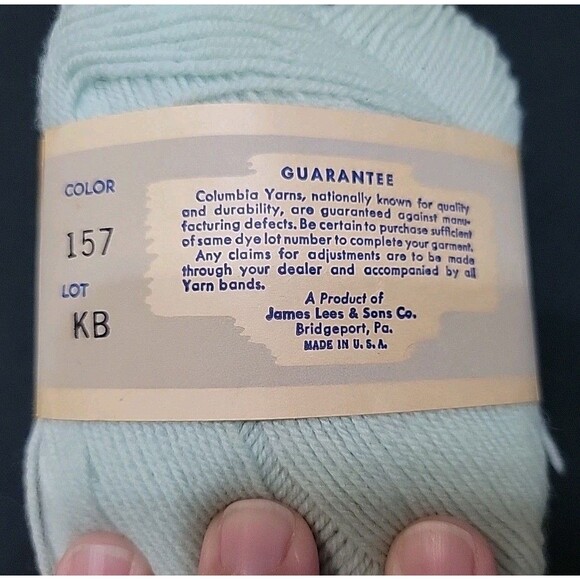 COLOR
157
LOT
KB
GUARANTEE
Columbia Yarns, nationally known for quality
and durability, are guaranteed against manu-
facturing defects. Be certain to purchase sufficient
of same dye lot number to complete your garment.
Any claims for adjustments are to be made
through your dealer and accompanied by all
Yarn bands.
A Product of
James Lees & Sons Co.
Bridgeport, Pa.
MADE IN U. S. A.